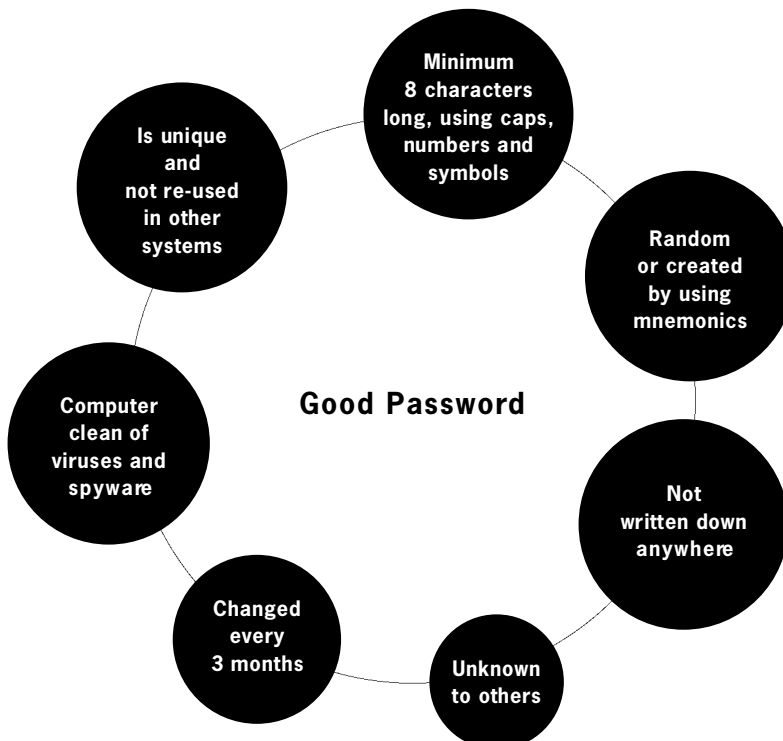 Minimum
8 characters
long, using caps,
numbers and
symbols
Random
or created
by using
mnemonics
Not
written down
anywhere
Unknown
to others
Changed
every
3 months
Computer
clean of
viruses and
spyware
Is unique
and
not re-used
in other
systems
Good Password